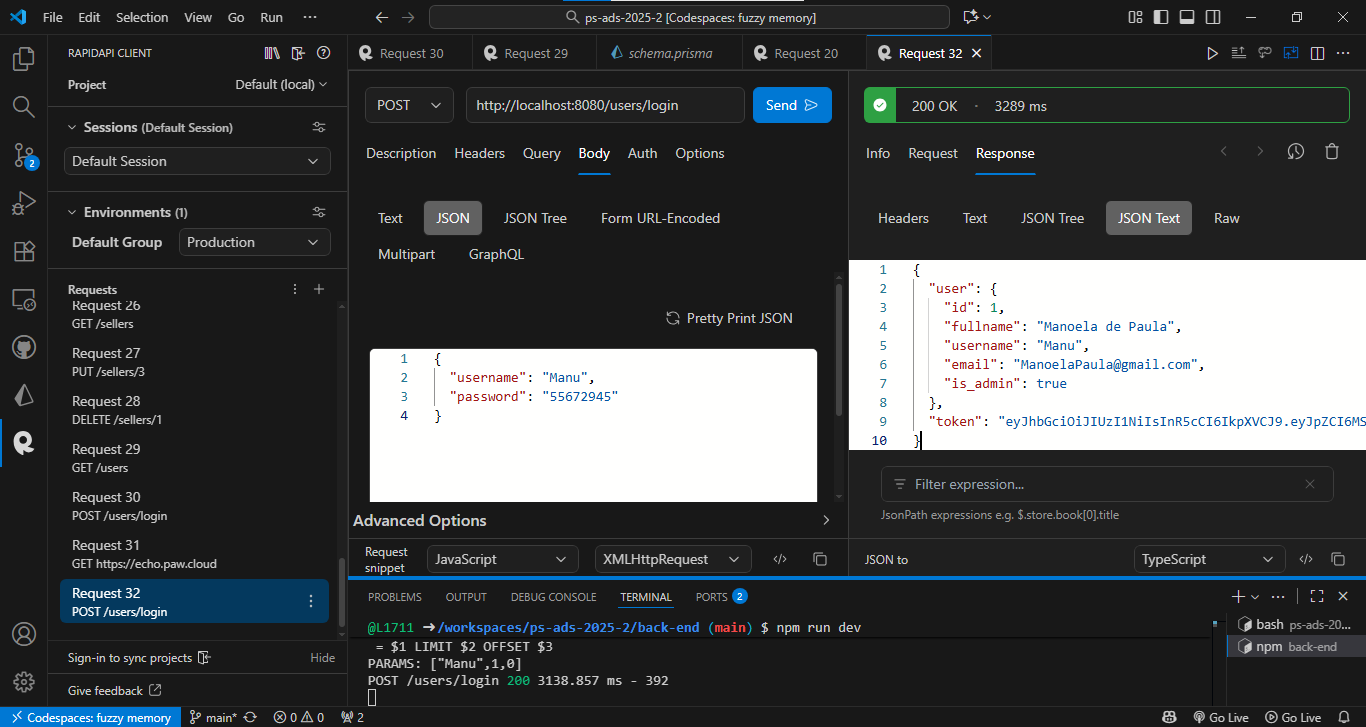 File Edit Selection View Go Run ···
ps-ads-2025-2 [Codespaces: fuzzy memory]
RAPIDAPI CLIENT
Project
Default (local)
Sessions (Default Session)
Default Session
Environments (1)
Default Group
Production
Requests
Request 26
GET /sellers
Request 27
PUT /sellers/3
Request 28
DELETE /sellers/1
Request 29
GET /users
Request 30
POST /users/login
Request 31
GET https://echo.paw.cloud
Request 32
POST /users/login
Sign-in to sync projects
Hide
Give feedback
2
Request 30
Request 29
schema.prisma
Request 20
Request 32
POST
http://localhost:8080/users/login
Send
Description Headers Query Body Auth Options
Text JSON JSON Tree Form URL-Encoded
Multipart GraphQL
Pretty Print JSON
1 {
2 "username": "Manu",
3 "password": "55672945"
4 }
Advanced Options
Request
snippet
JavaScript
XMLHttpRequest
200 OK · 3289 ms
Info Request Response
Headers Text JSON Tree JSON Text Raw
1 {
2 "user": {
3 "id": 1,
4 "fullname": "Manoela de Paula",
5 "username": "Manu",
6 "email": "ManoelaPaula@gmail.com",
7 "is_admin": true
8 },
9 "token": "eyJhbGciOiJIUzI1NiIsInR5cCI6IkpXVCJ9.eyJpZCI6MS
10 }
Filter expression...
JsonPath expressions e.g. $.store.book[0].title
JSON to
TypeScript
PROBLEMS OUTPUT DEBUG CONSOLE TERMINAL PORTS 2
@L1711 ➜/workspaces/ps-ads-2025-2/back-end (main) $ npm run dev
= $1 LIMIT $2 OFFSET $3
PARAMS: ["Manu",1,0]
POST /users/login 200 3138.857 ms - 392
bash ps-ads-20...
npm back-end
Codespaces: fuzzy memory
main*
0 0
2
Go Live
Go Live